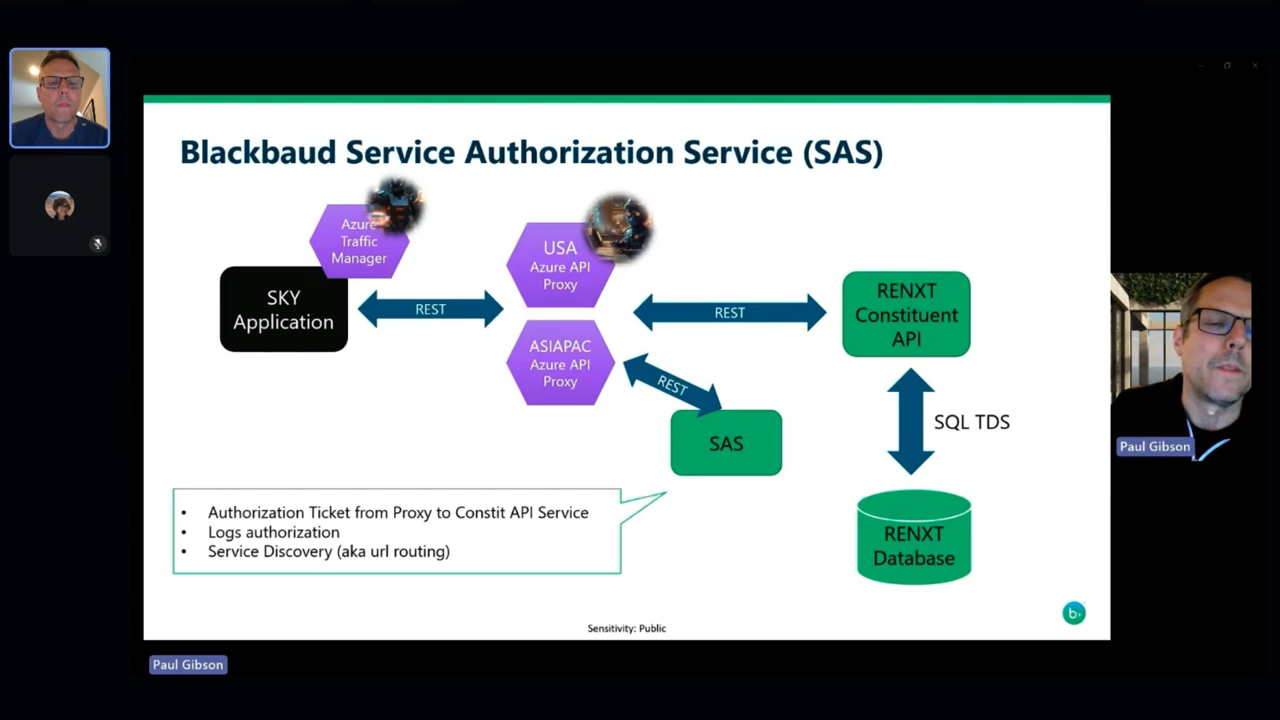 Blackbaud Service Authorization Service (SAS)
Azure
Traffic
Manager
USA
Azure API
Proxy
SKY
Application
REST
REST
RENXT
Constituent
API
ASIAPAC
Azure API
Proxy
REST
SAS
SQL TDS
Paul Gibson
• Authorization Ticket from Proxy to Constit API Service
• Logs authorization
• Service Discovery (aka url routing)
RENXT
Database
b
Sensitivity: Public
Paul Gibson